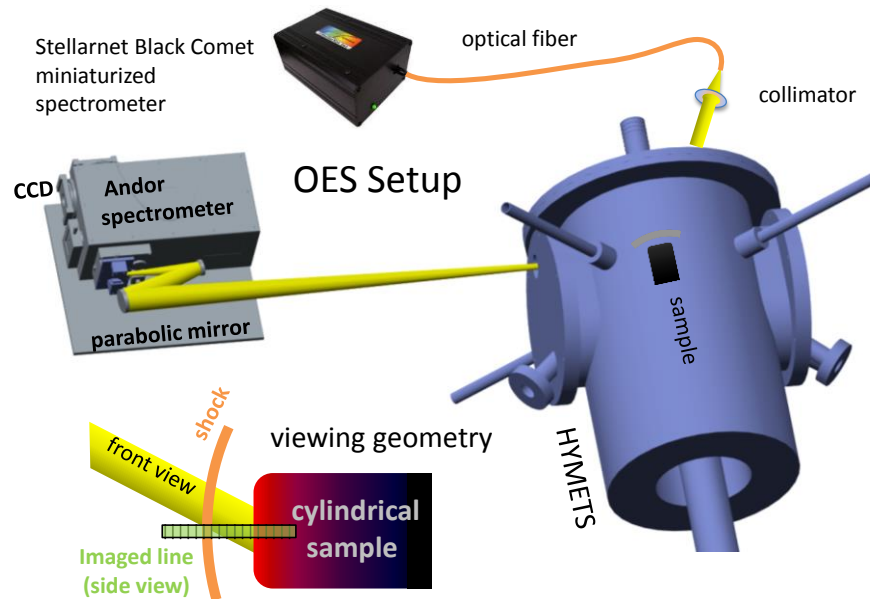 Stellarnet Black Comet
miniaturized
spectrometer
optical fiber
collimator
OES Setup
CCD
Andor
spectrometer
parabolic mirror
sample
HYMETS
shock
front view
viewing geometry
cylindrical
sample
Imaged line
(side view)